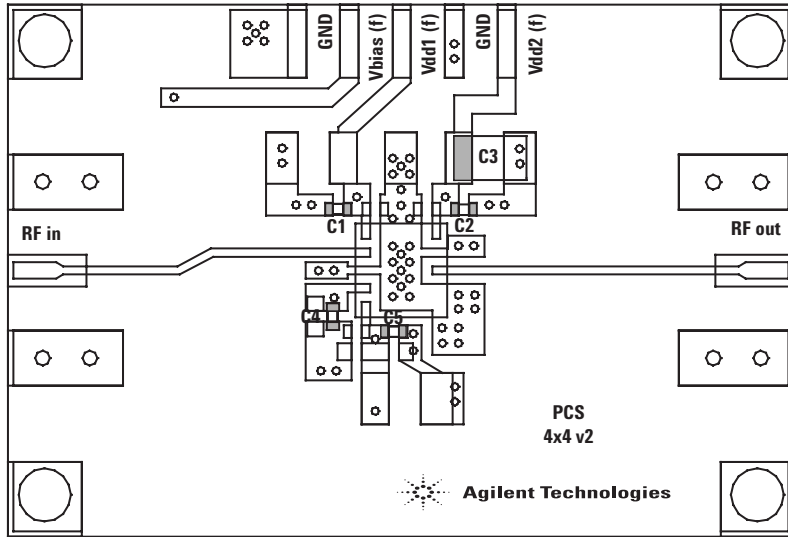 GND
Vbias (f)
Vdd1 (f)
GND
Vdd2 (f)
C3
C1
C2
RF in
RF out
C4
C5
PCS
4x4 v2
Agilent Technologies